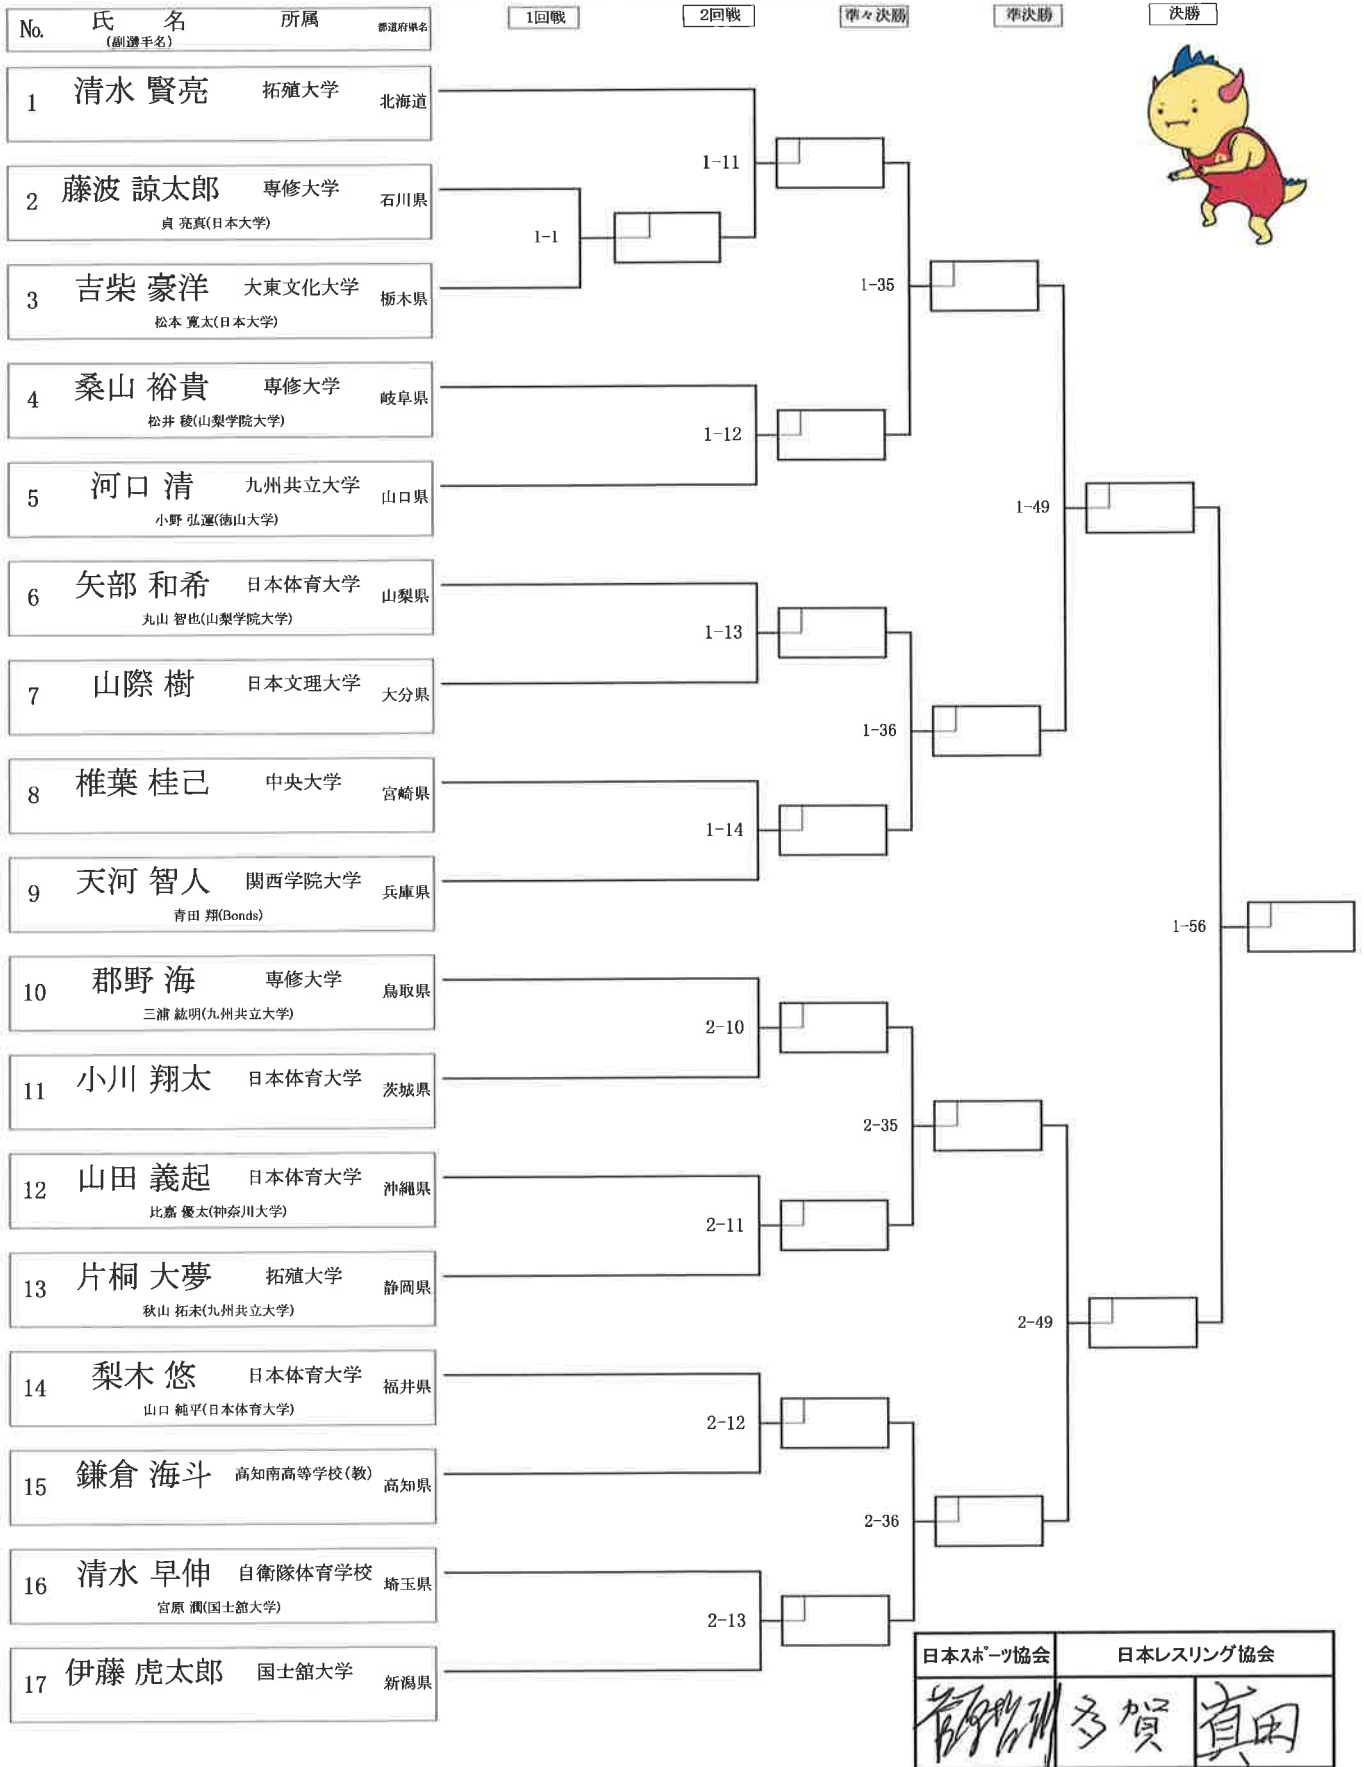 No. 氏 名 所属 都道府県名
(副選手名)
1回戦 2回戦 準々決勝 準決勝 決勝
1 清水 賢亮 拓殖大学 北海道
2 藤波 諒太郎 専修大学 石川県
貞 亮真(日本大学)
3 吉柴 豪洋 大東文化大学 栃木県
松本 寛太(日本大学)
4 桑山 裕貴 専修大学 岐阜県
松井 稜(山梨学院大学)
5 河口 清 九州共立大学 山口県
小野 弘運(徳山大学)
6 矢部 和希 日本体育大学 山梨県
丸山 智也(山梨学院大学)
7 山際 樹 日本文理大学 大分県
8 椎葉 桂己 中央大学 宮崎県
9 天河 智人 関西学院大学 兵庫県
青田 翔(Bonds)
10 郡野 海 専修大学 鳥取県
三浦 紘明(九州共立大学)
11 小川 翔太 日本体育大学 茨城県
12 山田 義起 日本体育大学 沖縄県
比嘉 優太(神奈川大学)
13 片桐 大夢 拓殖大学 静岡県
秋山 拓未(九州共立大学)
14 梨木 悠 日本体育大学 福井県
山口 純平(日本体育大学)
15 鎌倉 海斗 高知南高等学校(教) 高知県
16 清水 早伸 自衛隊体育学校 埼玉県
宮原 潤(国士舘大学)
17 伊藤 虎太郎 国士舘大学 新潟県
1-1
1-11
1-12
1-13
1-14
2-10
2-11
2-12
2-13
1-35
1-36
2-35
2-36
1-49
2-49
1-56
日本スポーツ協会 日本レスリング協会
多賀 真田